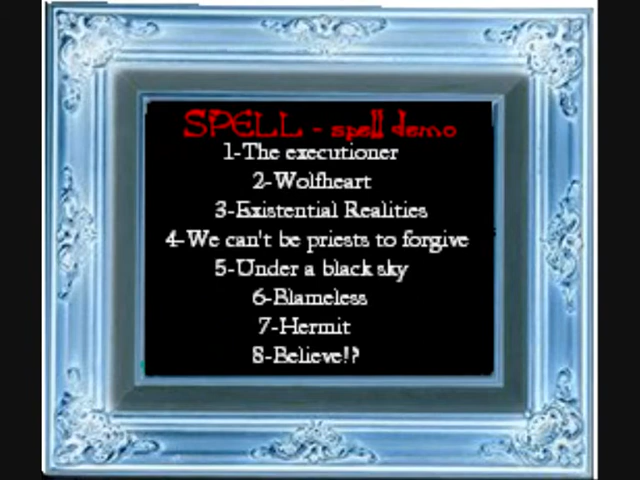 SPELL - spell demo
1-The executioner
2-Wolfheart
3-Existential Realities
4-We can't be priests to forgive
5-Under a black sky
6-Blameless
7-Hermit
8-Believe!?